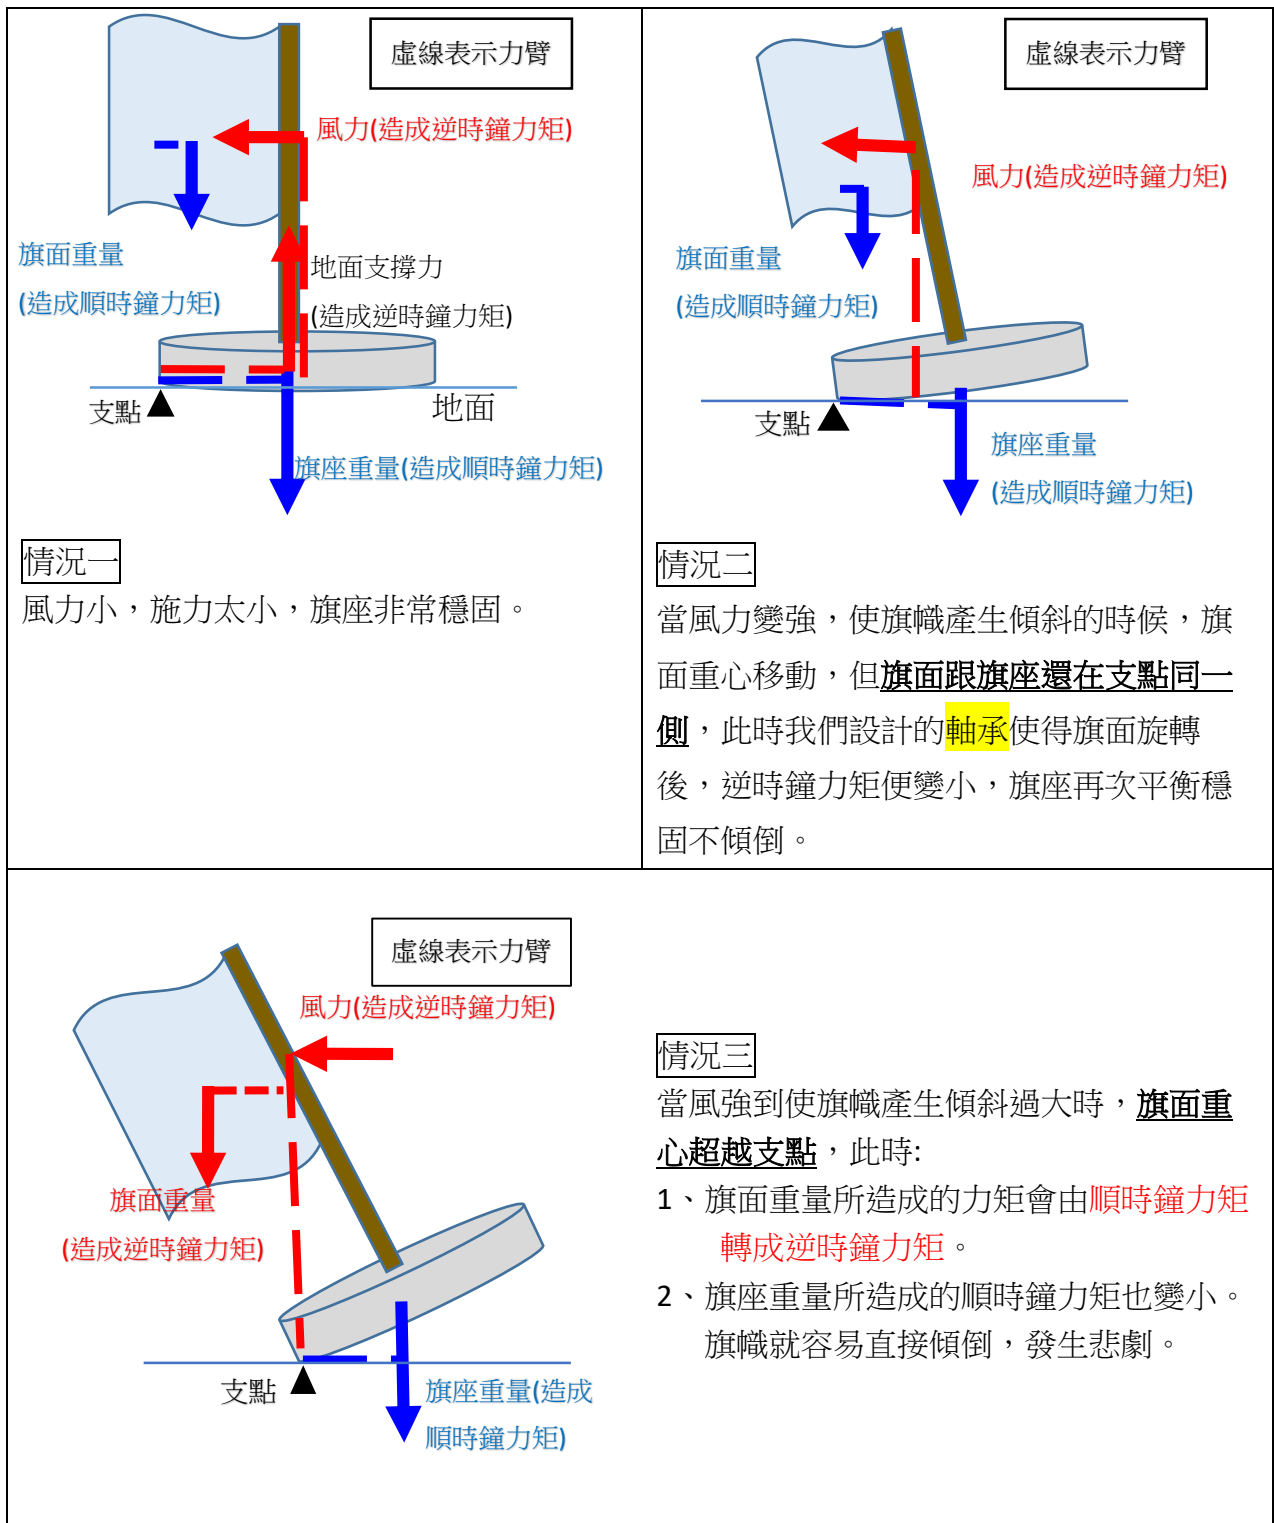 虛線表示力臂
風力(造成逆時鐘力矩)
旗面重量
(造成順時鐘力矩)
地面支撐力
(造成逆時鐘力矩)
支點
地面
旗座重量(造成順時鐘力矩)
情況一
風力小，施力太小，旗座非常穩固。
虛線表示力臂
風力(造成逆時鐘力矩)
旗面重量
(造成順時鐘力矩)
支點
旗座重量
(造成順時鐘力矩)
情況二
當風力變強，使旗幟產生傾斜的時候，旗
面重心移動，但旗面跟旗座還在支點同一
側，此時我們設計的軸承使得旗面旋轉
後，逆時鐘力矩便變小，旗座再次平衡穩
固不傾倒。
虛線表示力臂
風力(造成逆時鐘力矩)
旗面重量
(造成逆時鐘力矩)
支點
旗座重量(造成
順時鐘力矩)
情況三
當風強到使旗幟產生傾斜過大時，旗面重
心超越支點，此時:
1、旗面重量所造成的力矩會由順時鐘力矩
轉成逆時鐘力矩。
2、旗座重量所造成的順時鐘力矩也變小。
旗幟就容易直接傾倒，發生悲劇。